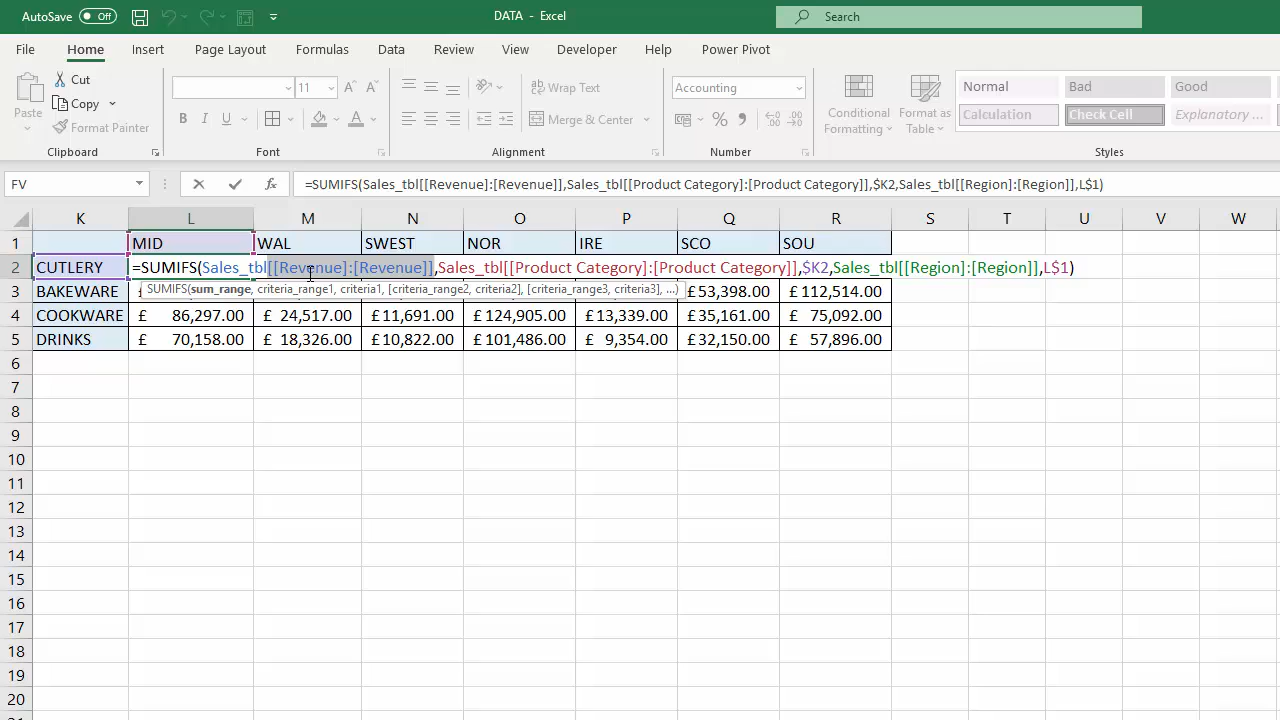 AutoSave Off DATA - Excel Search
File Home Insert Page Layout Formulas Data Review View Developer Help Power Pivot
Paste Cut Copy Format Painter
11 B I U A
Wrap Text Merge & Center
Accounting % 
Conditional Formatting Format as Table
Normal Bad Good
Calculation Check Cell Explanatory ...
Clipboard Font Alignment Number Styles
FV fx =SUMIFS(Sales_tbl[[Revenue]:[Revenue]],Sales_tbl[[Product Category]:[Product Category]],$K2,Sales_tbl[[Region]:[Region]],L$1)
K L M N O P Q R S T U V W
1 MID WAL SWEST NOR IRE SCO SOU
2 CUTLERY =SUMIFS(Sales_tbl[[Revenue]:[Revenue]],Sales_tbl[[Product Category]:[Product Category]],$K2,Sales_tbl[[Region]:[Region]],L$1)
SUMIFS(sum_range, criteria_range1, criteria1, [criteria_range2, criteria2], [criteria_range3, criteria3], ...)
3 BAKEWARE £ £53,398.00 £ 112,514.00
4 COOKWARE £ 86,297.00 £ 24,517.00 £11,691.00 £ 124,905.00 £13,339.00 £35,161.00 £ 75,092.00
5 DRINKS £ 70,158.00 £ 18,326.00 £10,822.00 £ 101,486.00 £ 9,354.00 £32,150.00 £ 57,896.00
6
7
8
9
10
11
12
13
14
15
16
17
18
19
20